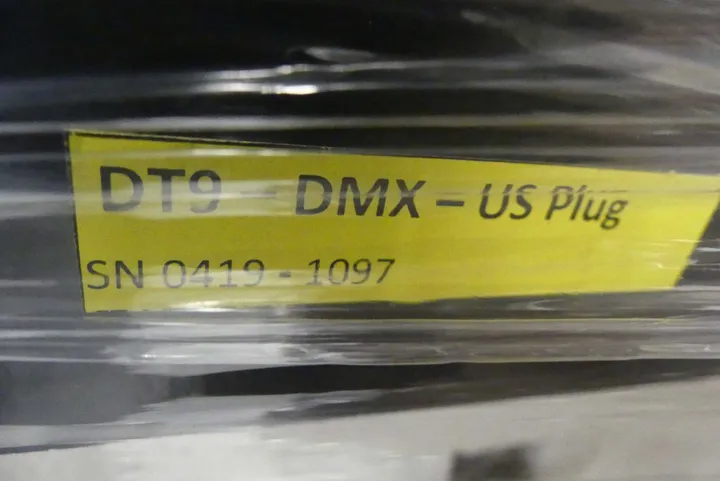 DT9 – DMX – US Plug
SN 0419 - 1097